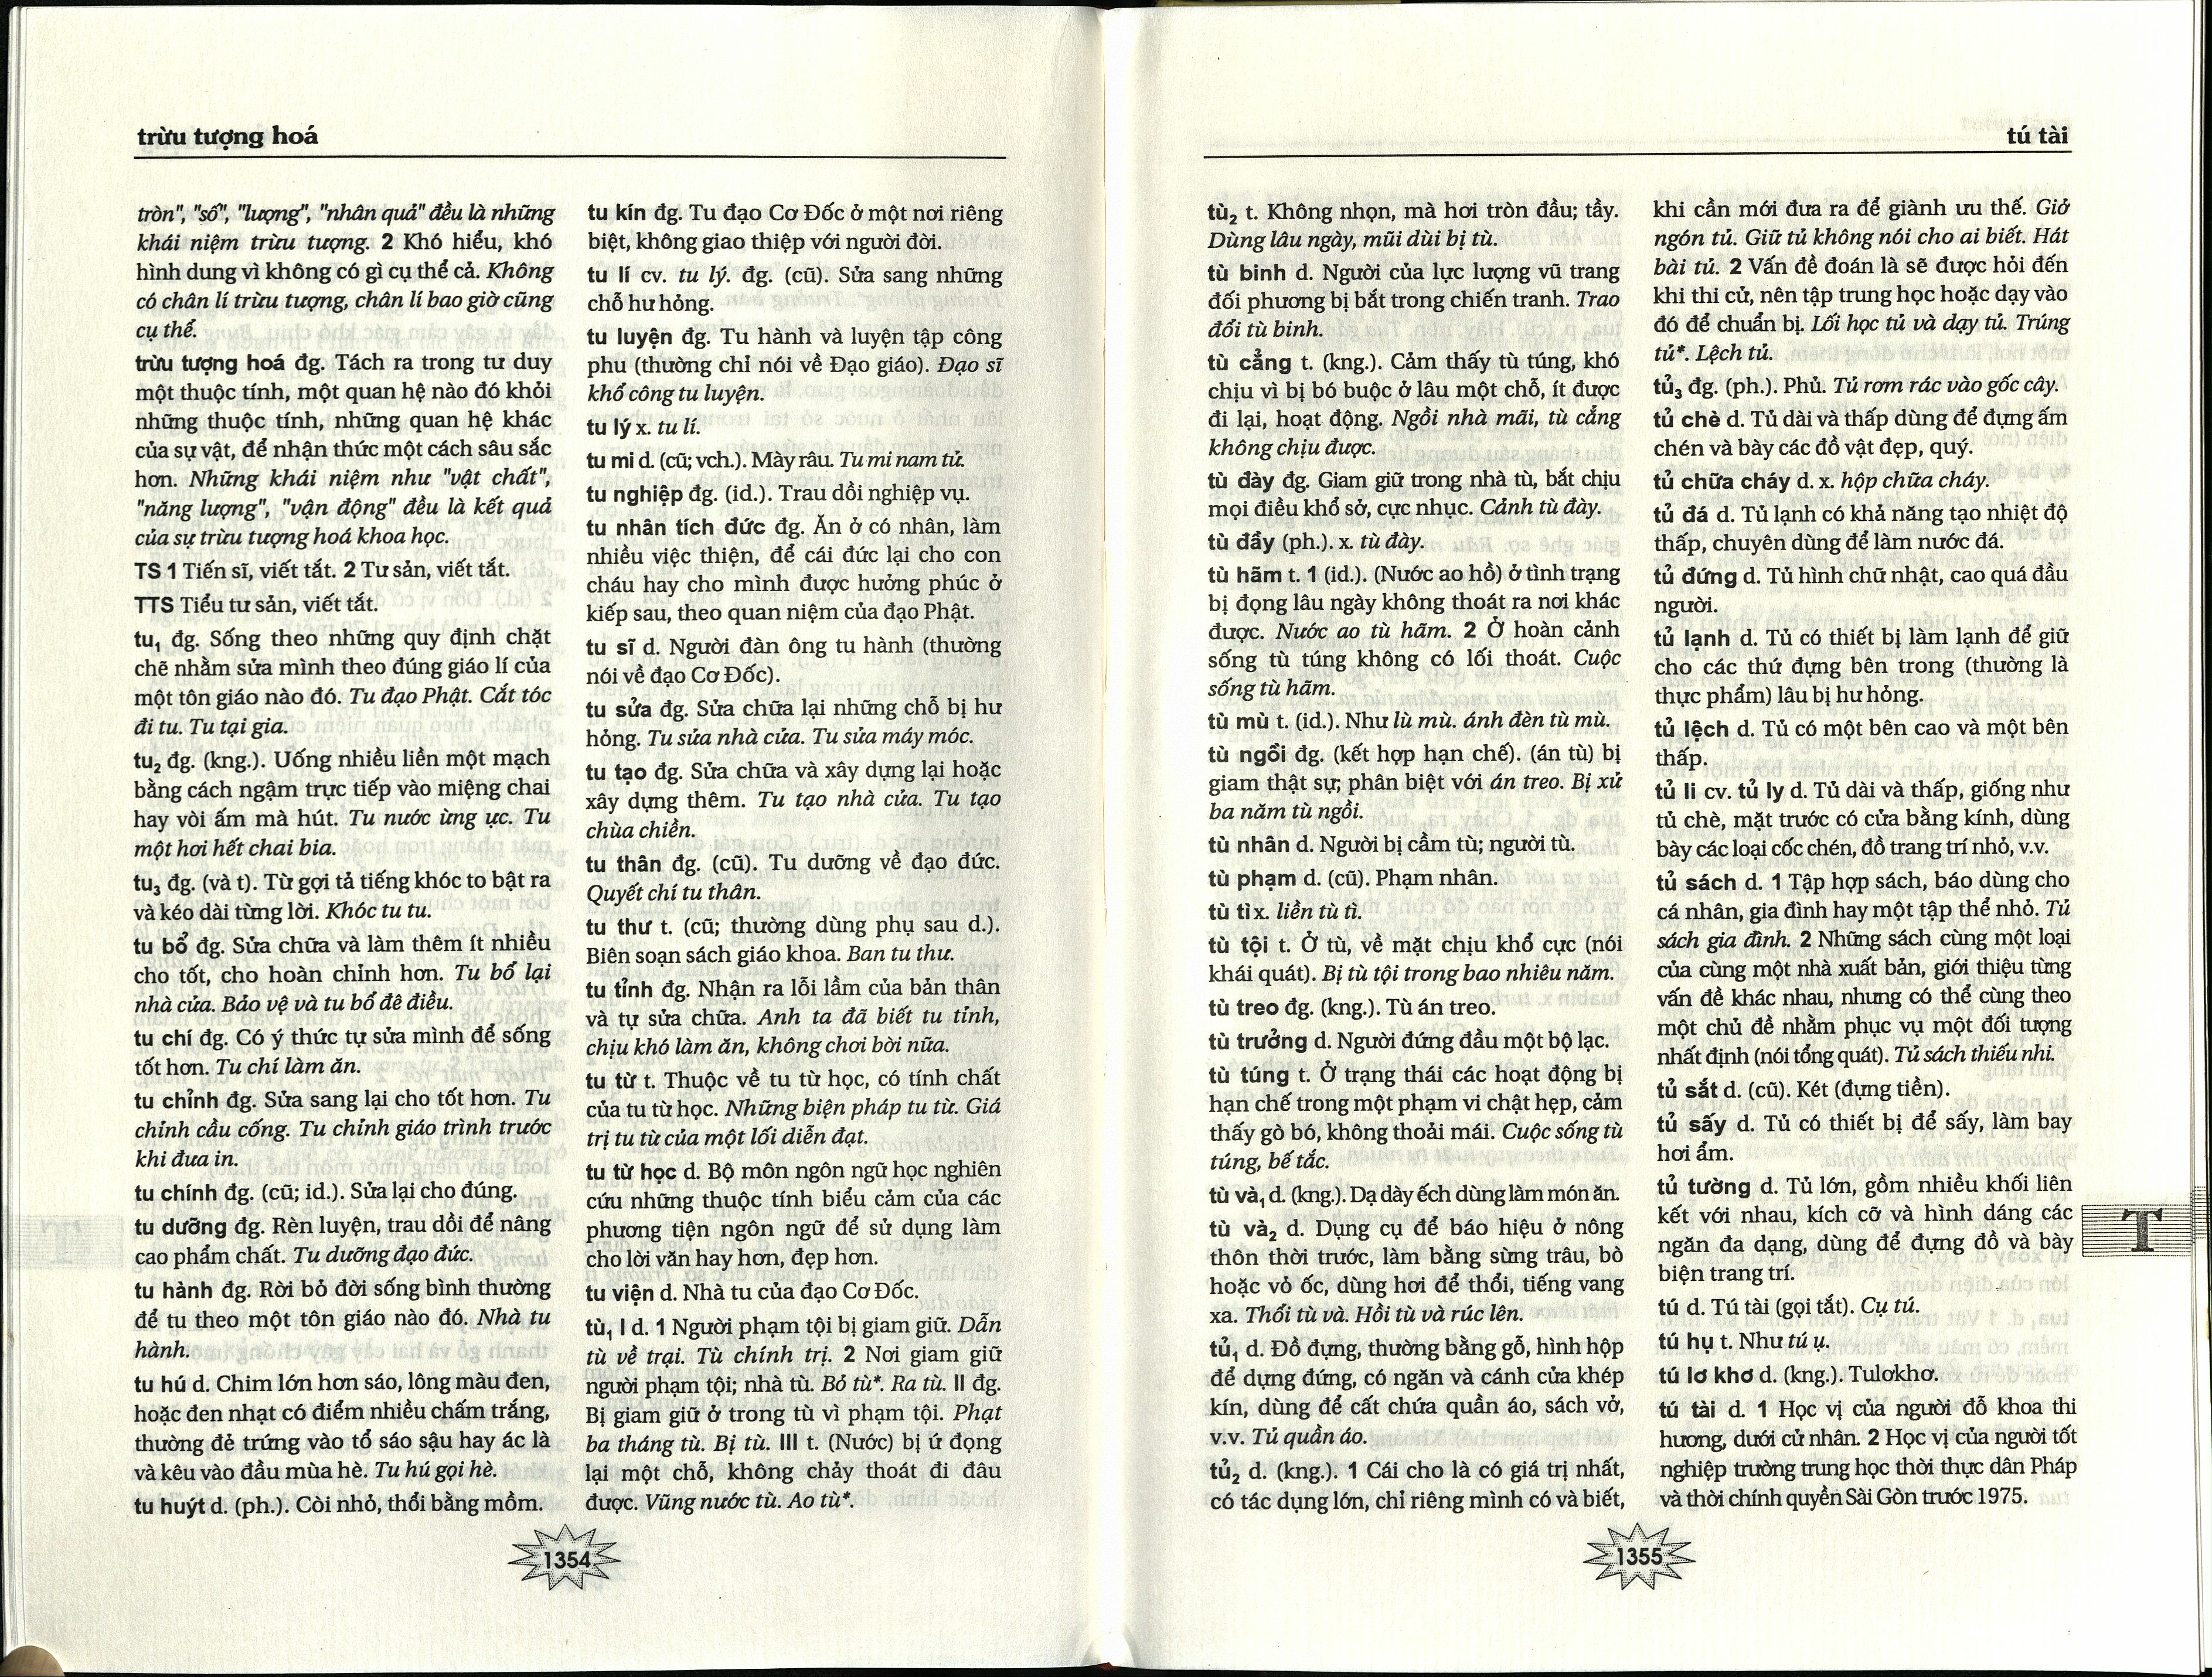 trừu tượng hoá
tròn", "số", "lượng", "nhân quả" đều là những
khái niệm trừu tượng. 2 Khó hiểu, khó
hình dung vì không có gì cụ thể cả. Không
có chân lí trừu tượng, chân lí bao giờ cũng
cụ thể.
trừu tượng hoá đg. Tách ra trong tư duy
một thuộc tính, một quan hệ nào đó khỏi
những thuộc tính, những quan hệ khác
của sự vật, để nhận thức một cách sâu sắc
hơn. Những khái niệm như "vật chất",
"năng lượng", "vận động" đều là kết quả
của sự trừu tượng hoá khoa học.
TS 1 Tiến sĩ, viết tắt. 2 Tư sản, viết tắt.
TTS Tiểu tư sản, viết tắt.
tu₁ đg. Sống theo những quy định chặt
chẽ nhằm sửa mình theo đúng giáo lí của
một tôn giáo nào đó. Tu đạo Phật. Cắt tóc
đi tu. Tu tại gia.
tu₂ đg. (kng.). Uống nhiều liền một mạch
bằng cách ngậm trực tiếp vào miệng chai
hay vòi ấm mà hút. Tu nước ừng ực. Tu
một hơi hết chai bia.
tu₃ đg. (và t). Từ gợi tả tiếng khóc to bật ra
và kéo dài từng lời. Khóc tu tu.
tu bổ đg. Sửa chữa và làm thêm ít nhiều
cho tốt, cho hoàn chỉnh hơn. Tu bổ lại
nhà cửa. Bảo vệ và tu bổ đê điều.
tu chí đg. Có ý thức tự sửa mình để sống
tốt hơn. Tu chí làm ăn.
tu chỉnh đg. Sửa sang lại cho tốt hơn. Tu
chỉnh cầu cống. Tu chỉnh giáo trình trước
khi đưa in.
tu chính đg. (cũ; id.). Sửa lại cho đúng.
tu dưỡng đg. Rèn luyện, trau dồi để nâng
cao phẩm chất. Tu dưỡng đạo đức.
tu hành đg. Rời bỏ đời sống bình thường
để tu theo một tôn giáo nào đó. Nhà tu
hành.
tu hú d. Chim lớn hơn sáo, lông màu đen,
hoặc đen nhạt có điểm nhiều chấm trắng,
thường đẻ trứng vào tổ sáo sậu hay ác là
và kêu vào đầu mùa hè. Tu hú gọi hè.
tu huýt d. (ph.). Còi nhỏ, thổi bằng mồm.
tu kín đg. Tu đạo Cơ Đốc ở một nơi riêng
biệt, không giao thiệp với người đời.
tu lí cv. tu lý. đg. (cũ). Sửa sang những
chỗ hư hỏng.
tu luyện đg. Tu hành và luyện tập công
phu (thường chỉ nói về Đạo giáo). Đạo sĩ
khổ công tu luyện.
tu lý x. tu lí.
tu mi d. (cũ; vch.). Mày râu. Tu mi nam tử.
tu nghiệp đg. (id.). Trau dồi nghiệp vụ.
tu nhân tích đức đg. Ăn ở có nhân, làm
nhiều việc thiện, để cái đức lại cho con
cháu hay cho mình được hưởng phúc ở
kiếp sau, theo quan niệm của đạo Phật.
tu sĩ d. Người đàn ông tu hành (thường
nói về đạo Cơ Đốc).
tu sửa đg. Sửa chữa lại những chỗ bị hư
hỏng. Tu sửa nhà cửa. Tu sửa máy móc.
tu tạo đg. Sửa chữa và xây dựng lại hoặc
xây dựng thêm. Tu tạo nhà cửa. Tu tạo
chùa chiền.
tu thân đg. (cũ). Tu dưỡng về đạo đức.
Quyết chí tu thân.
tu thư t. (cũ; thường dùng phụ sau d.).
Biên soạn sách giáo khoa. Ban tu thư.
tu tỉnh đg. Nhận ra lỗi lầm của bản thân
và tự sửa chữa. Anh ta đã biết tu tỉnh,
chịu khó làm ăn, không chơi bời nữa.
tu từ t. Thuộc về tu từ học, có tính chất
của tu từ học. Những biện pháp tu từ. Giá
trị tu từ của một lối diễn đạt.
tu từ học d. Bộ môn ngôn ngữ học nghiên
cứu những thuộc tính biểu cảm của các
phương tiện ngôn ngữ để sử dụng làm
cho lời văn hay hơn, đẹp hơn.
tu viện d. Nhà tu của đạo Cơ Đốc.
tù₁ I d. 1 Người phạm tội bị giam giữ. Dẫn
tù về trại. Tù chính trị. 2 Nơi giam giữ
người phạm tội; nhà tù. Bỏ tù*. Ra tù. II đg.
Bị giam giữ ở trong tù vì phạm tội. Phạt
ba tháng tù. Bị tù. III t. (Nước) bị ứ đọng
lại một chỗ, không chảy thoát đi đâu
được. Vũng nước tù. Ao tù*.
1354
tú tài
tù₂ t. Không nhọn, mà hơi tròn đầu; tầy.
Dùng lâu ngày, mũi dùi bị tù.
tù binh d. Người của lực lượng vũ trang
đối phương bị bắt trong chiến tranh. Trao
đổi tù binh.
tù cẳng t. (kng.). Cảm thấy tù túng, khó
chịu vì bị bó buộc ở lâu một chỗ, ít được
đi lại, hoạt động. Ngồi nhà mãi, tù cẳng
không chịu được.
tù đày đg. Giam giữ trong nhà tù, bắt chịu
mọi điều khổ sở, cực nhục. Cảnh tù đày.
tù đầy (ph.). x. tù đày.
tù hãm t. 1 (id.). (Nước ao hồ) ở tình trạng
bị đọng lâu ngày không thoát ra nơi khác
được. Nước ao tù hãm. 2 Ở hoàn cảnh
sống tù túng không có lối thoát. Cuộc
sống tù hãm.
tù mù t. (id.). Như lù mù. ánh đèn tù mù.
tù ngồi đg. (kết hợp hạn chế). (án tù) bị
giam thật sự; phân biệt với án treo. Bị xử
ba năm tù ngồi.
tù nhân d. Người bị cầm tù; người tù.
tù phạm d. (cũ). Phạm nhân.
tù tì x. liền tù tì.
tù tội t. Ở tù, về mặt chịu khổ cực (nói
khái quát). Bị tù tội trong bao nhiêu năm.
tù treo đg. (kng.). Tù án treo.
tù trưởng d. Người đứng đầu một bộ lạc.
tù túng t. Ở trạng thái các hoạt động bị
hạn chế trong một phạm vi chật hẹp, cảm
thấy gò bó, không thoải mái. Cuộc sống tù
túng, bế tắc.
tù và₁ d. (kng.). Dạ dày ếch dùng làm món ăn.
tù và₂ d. Dụng cụ để báo hiệu ở nông
thôn thời trước, làm bằng sừng trâu, bò
hoặc vỏ ốc, dùng hơi để thổi, tiếng vang
xa. Thổi tù và. Hồi tù và rúc lên.
tủ₁ d. Đồ đựng, thường bằng gỗ, hình hộp
để dựng đứng, có ngăn và cánh cửa khép
kín, dùng để cất chứa quần áo, sách vở,
v.v. Tủ quần áo.
tủ₂ d. (kng.). 1 Cái cho là có giá trị nhất,
có tác dụng lớn, chỉ riêng mình có và biết,
khi cần mới đưa ra để giành ưu thế. Giở
ngón tủ. Giữ tủ không nói cho ai biết. Hát
bài tủ. 2 Vấn đề đoán là sẽ được hỏi đến
khi thi cử, nên tập trung học hoặc dạy vào
đó để chuẩn bị. Lối học tủ và dạy tủ. Trúng
tủ*. Lệch tủ.
tủ₃ đg. (ph.). Phủ. Tủ rơm rác vào gốc cây.
tủ chè d. Tủ dài và thấp dùng để đựng ấm
chén và bày các đồ vật đẹp, quý.
tủ chữa cháy d. x. hộp chữa cháy.
tủ đá d. Tủ lạnh có khả năng tạo nhiệt độ
thấp, chuyên dùng để làm nước đá.
tủ đứng d. Tủ hình chữ nhật, cao quá đầu
người.
tủ lạnh d. Tủ có thiết bị làm lạnh để giữ
cho các thứ đựng bên trong (thường là
thực phẩm) lâu bị hư hỏng.
tủ lệch d. Tủ có một bên cao và một bên
thấp.
tủ li cv. tủ ly d. Tủ dài và thấp, giống như
tủ chè, mặt trước có cửa bằng kính, dùng
bày các loại cốc chén, đồ trang trí nhỏ, v.v.
tủ sách d. 1 Tập hợp sách, báo dùng cho
cá nhân, gia đình hay một tập thể nhỏ. Tủ
sách gia đình. 2 Những sách cùng một loại
của cùng một nhà xuất bản, giới thiệu từng
vấn đề khác nhau, nhưng có thể cùng theo
một chủ đề nhằm phục vụ một đối tượng
nhất định (nói tổng quát). Tủ sách thiếu nhi.
tủ sắt d. (cũ). Két (đựng tiền).
tủ sấy d. Tủ có thiết bị để sấy, làm bay
hơi ẩm.
tủ tường d. Tủ lớn, gồm nhiều khối liên
kết với nhau, kích cỡ và hình dáng các
ngăn đa dạng, dùng để đựng đồ và bày
biện trang trí.
tú d. Tú tài (gọi tắt). Cụ tú.
tú hụ t. Như tú ụ.
tú lơ khơ d. (kng.). Tulơkhơ.
tú tài d. 1 Học vị của người đỗ khoa thi
hương, dưới cử nhân. 2 Học vị của người tốt
nghiệp trường trung học thời thực dân Pháp
và thời chính quyền Sài Gòn trước 1975.
T
1355